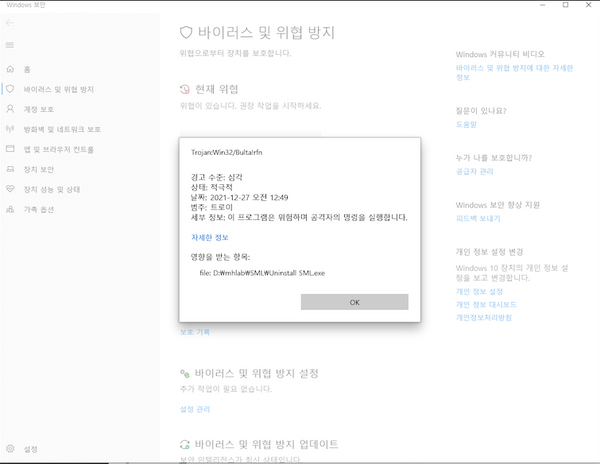 Windows 보안
바이러스 및 위협 방지
위협으로부터 장치를 보호합니다.
현재 위협
위협이 있습니다. 권장 작업을 시작하세요.
홈
바이러스 및 위협 방지
계정 보호
방화벽 및 네트워크 보호
앱 및 브라우저 컨트롤
장치 보안
장치 성능 및 상태
가족 옵션
설정
Trojan:Win32/Bulta!rfn
경고 수준: 심각
상태: 적극적
날짜: 2021-12-27 오전 12:49
범주: 트로이
세부 정보: 이 프로그램은 위험하며 공격자의 명령을 실행합니다.
자세한 정보
영향을 받는 항목:
file: D:\mhlab\SML\Uninstall SML.exe
OK
보호 기록
바이러스 및 위협 방지 설정
추가 작업이 필요 없습니다.
설정 관리
바이러스 및 위협 방지 업데이트
보안 인텔리전스가 최신 상태입니다.
Windows 커뮤니티 비디오
바이러스 및 위협 방지에 대한 자세한
정보
질문이 있나요?
도움말
누가 나를 보호합니까?
공급자 관리
Windows 보안 향상 지원
피드백 보내기
개인 정보 설정 변경
Windows 10 장치의 개인 정보 설
정을 보고 변경합니다.
개인 정보 설정
개인 정보 대시보드
개인정보처리방침